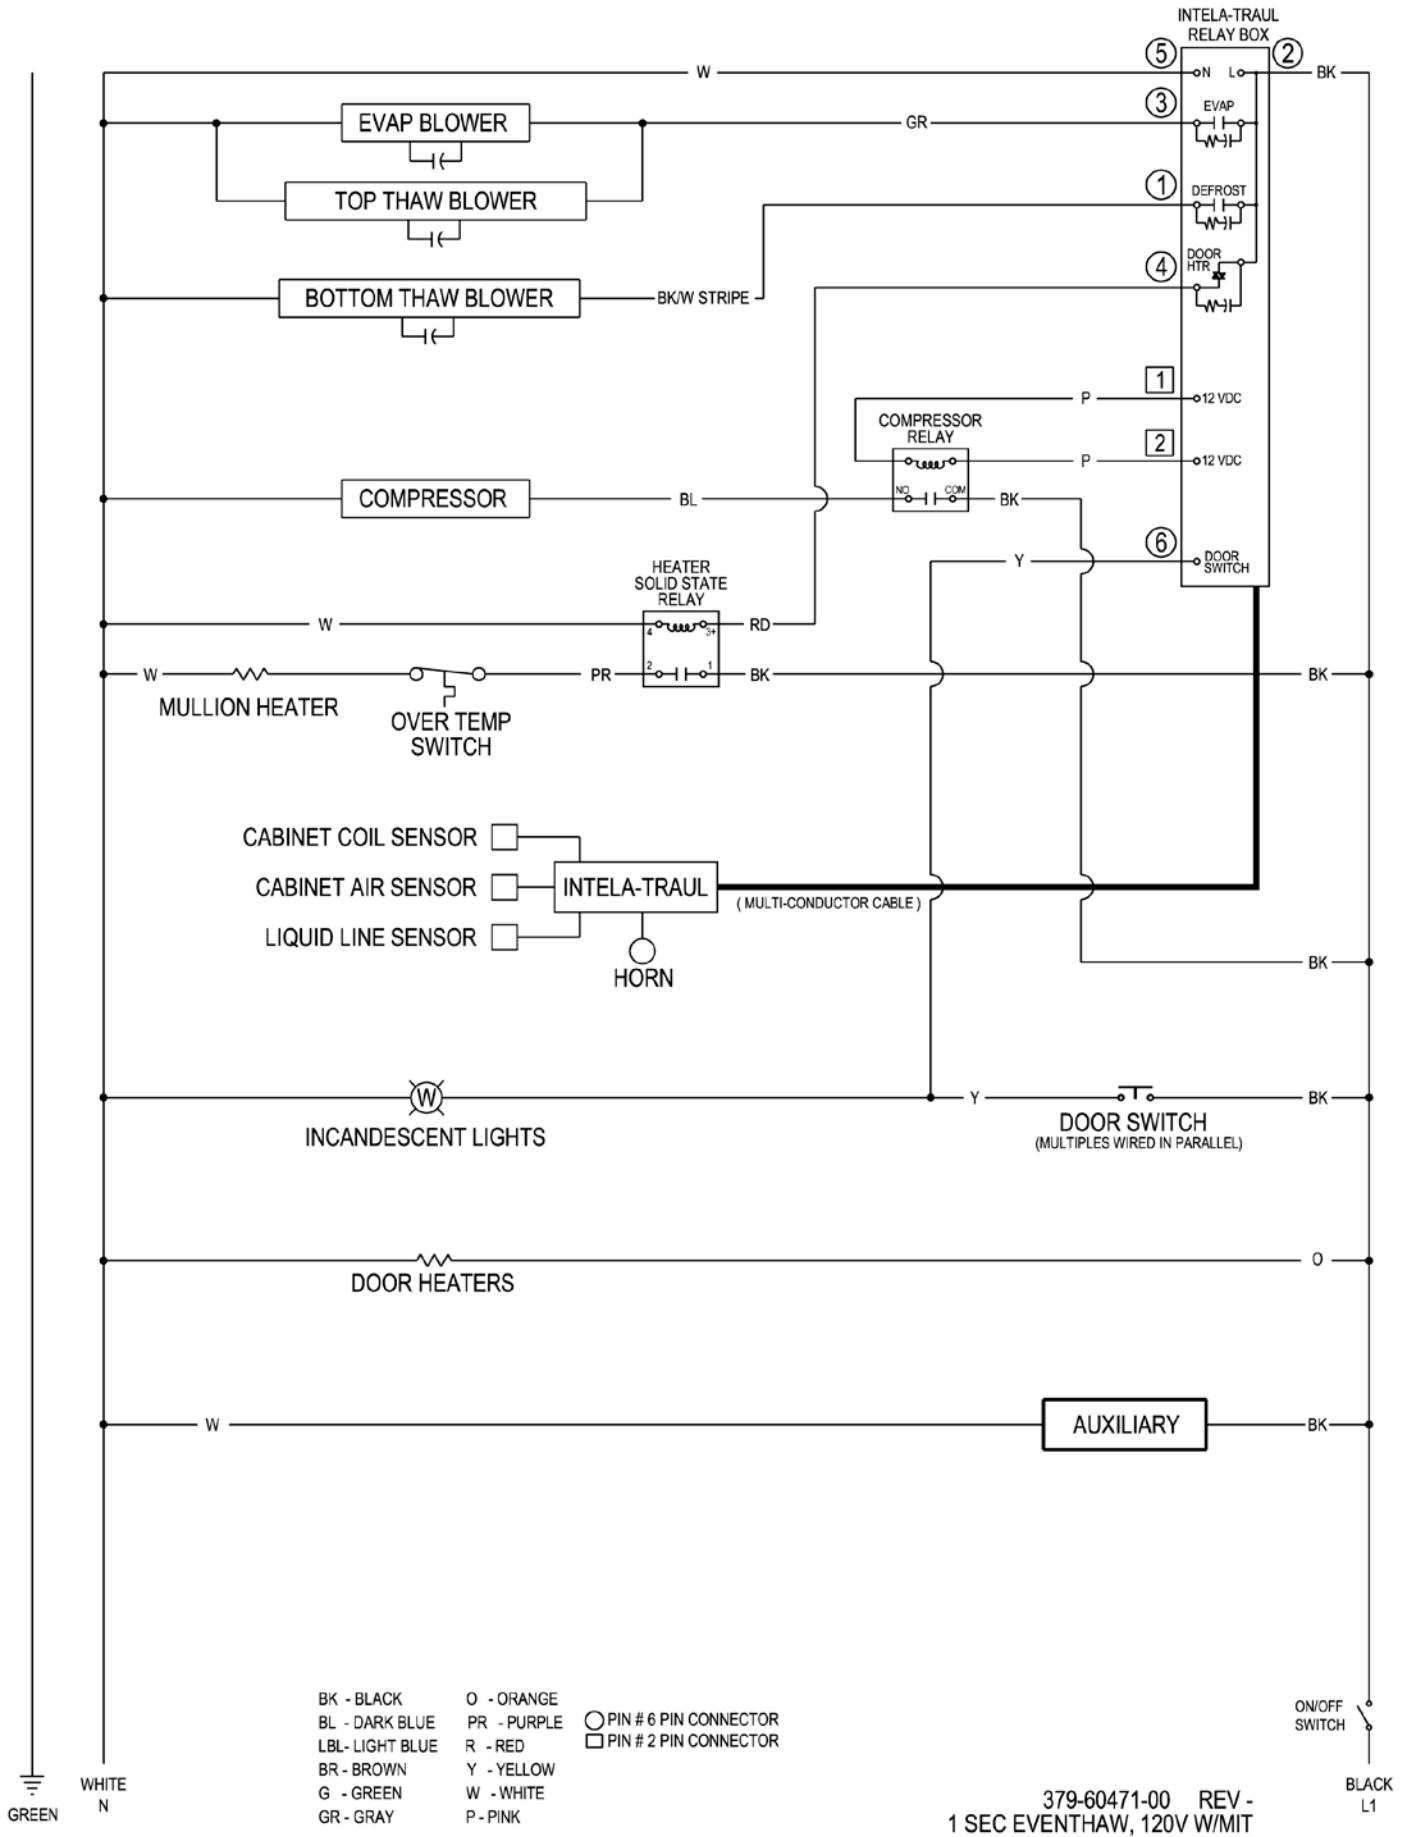 INTELA-TRAUL
RELAY BOX
5
2
W
N
L
BK
3
EVAP
EVAP BLOWER
GR
1
DEFROST
TOP THAW BLOWER
4
DOOR
HTR
BOTTOM THAW BLOWER
BK/W STRIPE
1
P
12 VDC
COMPRESSOR
RELAY
2
P
12 VDC
COMPRESSOR
BL
NO
COM
BK
6
Y
DOOR
SWITCH
HEATER
SOLID STATE
RELAY
W
4
3+
RD
W
PR
2
1
BK
BK
MULLION HEATER
OVER TEMP
SWITCH
CABINET COIL SENSOR
CABINET AIR SENSOR
INTELA-TRAUL
( MULTI-CONDUCTOR CABLE )
LIQUID LINE SENSOR
HORN
BK
W
Y
BK
INCANDESCENT LIGHTS
DOOR SWITCH
(MULTIPLES WIRED IN PARALLEL)
O
DOOR HEATERS
W
AUXILIARY
BK
BK - BLACK
BL - DARK BLUE
LBL- LIGHT BLUE
BR - BROWN
G - GREEN
GR - GRAY
O - ORANGE
PR - PURPLE
R - RED
Y - YELLOW
W - WHITE
P - PINK
PIN # 6 PIN CONNECTOR
PIN # 2 PIN CONNECTOR
ON/OFF
SWITCH
GREEN
WHITE
N
BLACK
L1
379-60471-00 REV -
1 SEC EVENTHAW, 120V W/MIT